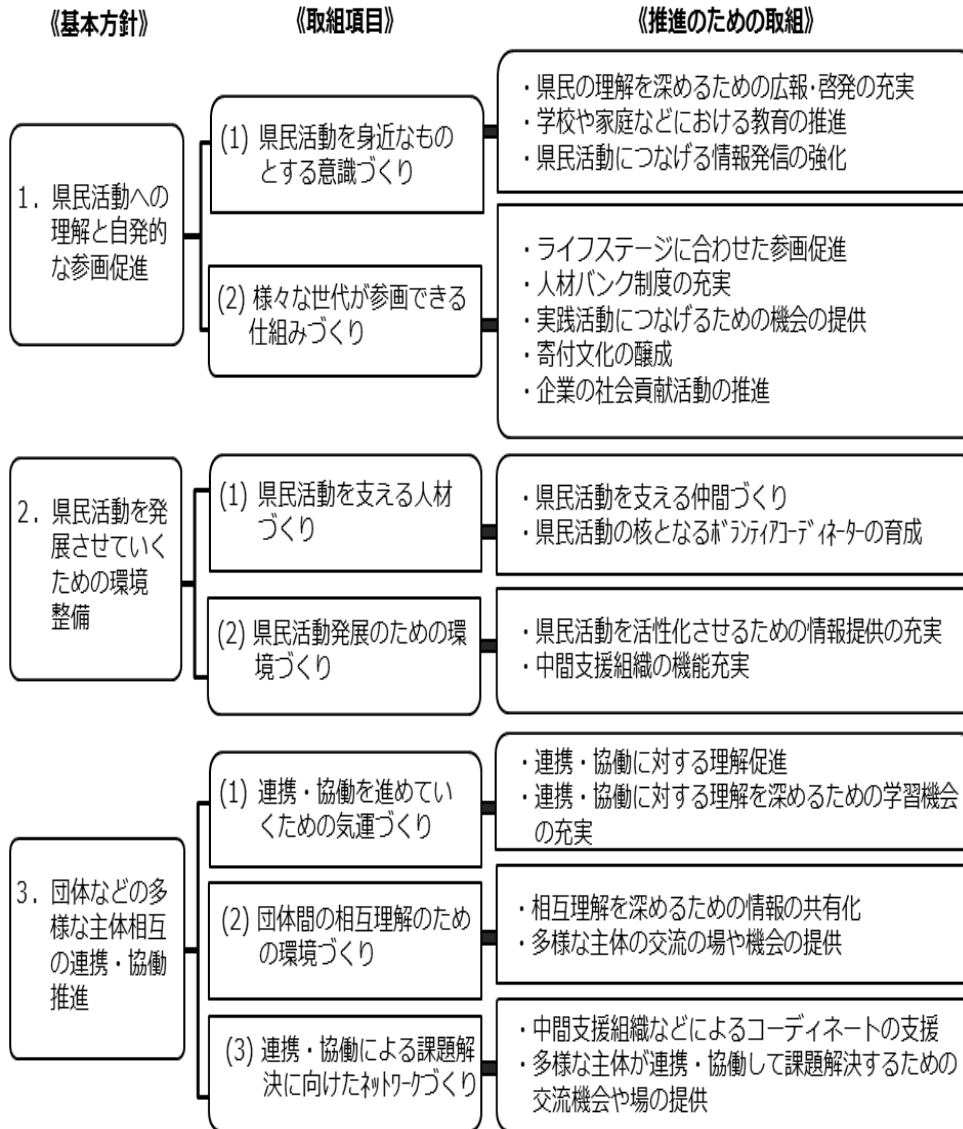 《基本方針》
《取組項目》
《推進のための取組》
1. 県民活動への
理解と自発的
な参画促進
(1) 県民活動を身近なもの
とする意識づくり
・県民の理解を深めるための広報・啓発の充実
・学校や家庭などにおける教育の推進
・県民活動につなげる情報発信の強化
(2) 様々な世代が参画できる
仕組みづくり
・ライフステージに合わせた参画促進
・人材バンク制度の充実
・実践活動につなげるための機会の提供
・寄付文化の醸成
・企業の社会貢献活動の推進
2. 県民活動を発
展させていく
ための環境
整備
(1) 県民活動を支える人材
づくり
・県民活動を支える仲間づくり
・県民活動の核となるボランティアコーディネーターの育成
(2) 県民活動発展のための環
境づくり
・県民活動を活性化させるための情報提供の充実
・中間支援組織の機能充実
3. 団体などの多
様な主体相互
の連携・協働
推進
(1) 連携・協働を進めてい
くための気運づくり
・連携・協働に対する理解促進
・連携・協働に対する理解を深めるための学習機会
の充実
(2) 団体間の相互理解のため
の環境づくり
・相互理解を深めるための情報の共有化
・多様な主体の交流の場や機会の提供
(3) 連携・協働による課題解
決に向けたネットワークづくり
・中間支援組織などによるコーディネートの支援
・多様な主体が連携・協働して課題解決するための
交流機会や場の提供